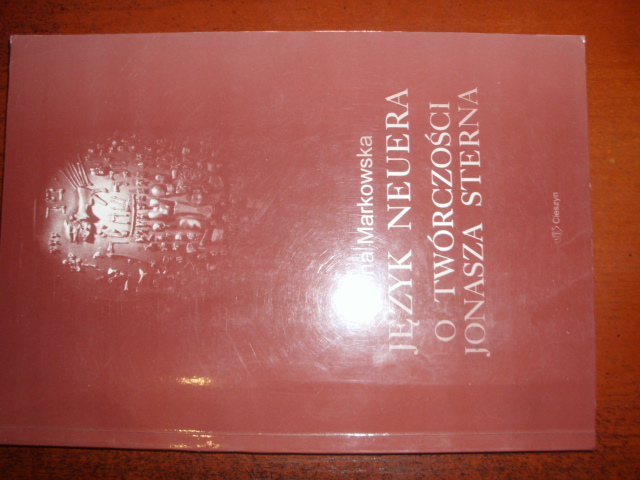 Markowska
JĘZYK NEUERA
O TWÓRCZOŚCI
JONASZA STERNA
Cieszyn